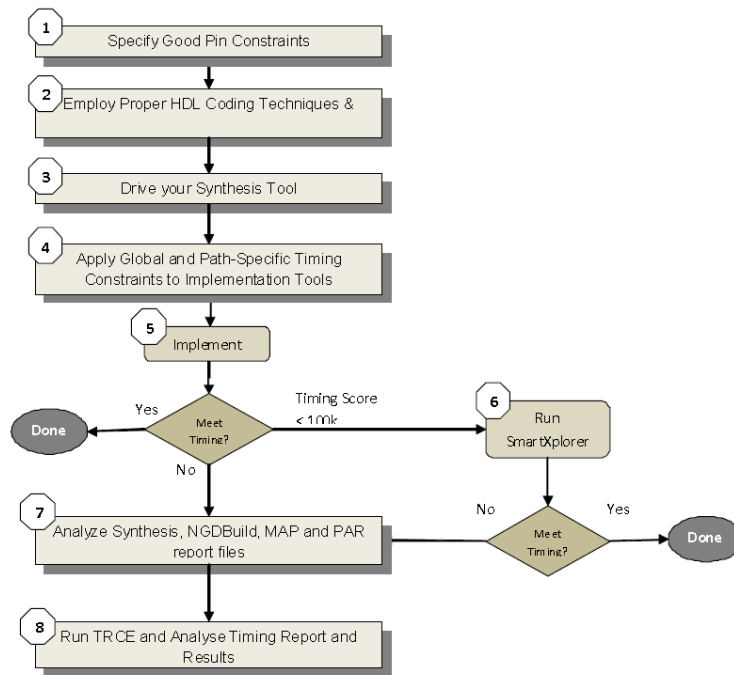 1
Specify Good Pin Constraints
2
Employ Proper HDL Coding Techniques &
3
Drive your Synthesis Tool
4
Apply Global and Path-Specific Timing
Constraints to Implementation Tools
5
Implement
Yes
Done
Meet
Timing?
Timing Score
< 100k
6
Run
SmartXplorer
No
7
Analyze Synthesis, NGDBuild, MAP and PAR
report files
No
Meet
Timing?
Yes
Done
8
Run TRCE and Analyse Timing Report and
Results